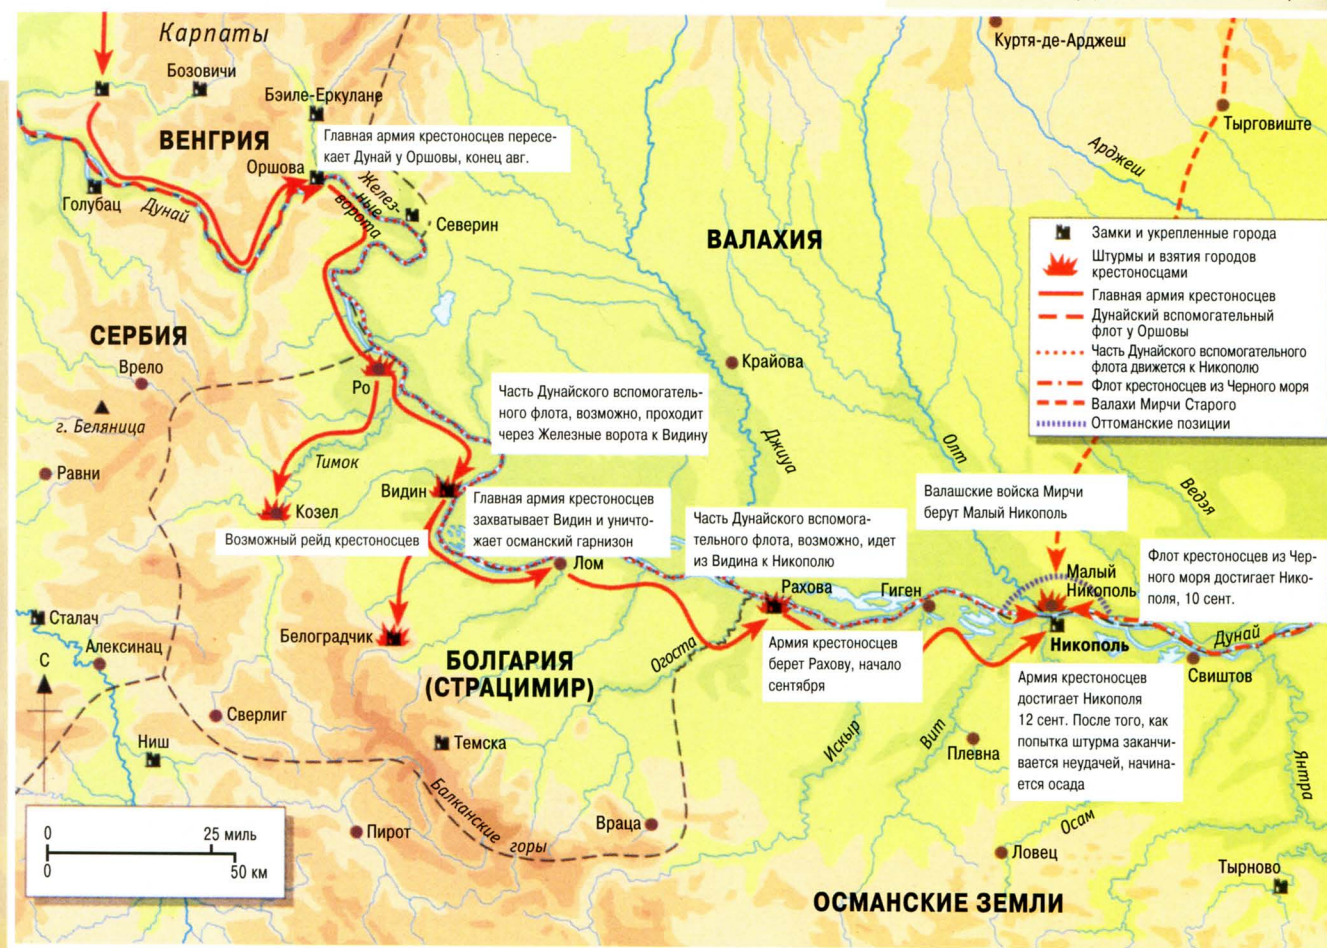 Карпаты
Куртя-де-Арджеш
Бозовичи
Бэиле-Еркулане
Тырговиште
ВЕНГРИЯ
Главная армия крестоносцев пересе-
кает Дунай у Оршовы, конец авг.
Арджеш
Оршова
Голубац
Дунай
Желез-
ные
ворота
Северин
ВАЛАХИЯ
Замки и укрепленные города
Штурмы и взятия городов
крестоносцами
Главная армия крестоносцев
Дунайский вспомогательный
флот у Оршовы
Часть Дунайского вспомогательного
флота движется к Никополю
Флот крестоносцев из Черного моря
Валахи Мирчи Старого
Оттоманские позиции
СЕРБИЯ
Врело
г. Беляница
Равни
Ро
Крайова
Часть Дунайского вспомогатель-
ного флота, возможно, проходит
через Железные ворота к Видину
Джиуа
Олт
Ведэя
Тимок
Видин
Козел
Возможный рейд крестоносцев
Главная армия крестоносцев
захватывает Видин и уничто-
жает османский гарнизон
Часть Дунайского вспомога-
тельного флота, возможно, идет
из Видина к Никополю
Валашские войска Мирчи
берут Малый Никополь
Флот крестоносцев из Чер-
ного моря достигает Нико-
поля, 10 сент.
Лом
Рахова
Гиген
Малый
Никополь
Никополь
Дунай
Свиштов
Сталач
Алексинац
С
Белоградчик
БОЛГАРИЯ
(СТРАЦИМИР)
Огоста
Армия крестоносцев
берет Рахову, начало
сентября
Армия крестоносцев
достигает Никополя
12 сент. После того, как
попытка штурма заканчи-
вается неудачей, начина-
ется осада
Сверлиг
Ниш
Темска
Искыр
Вит
Плевна
Янтра
Балканские
горы
Пирот
Враца
Осам
Ловец
Тырново
0
25 миль
0
50 км
ОСМАНСКИЕ ЗЕМЛИ